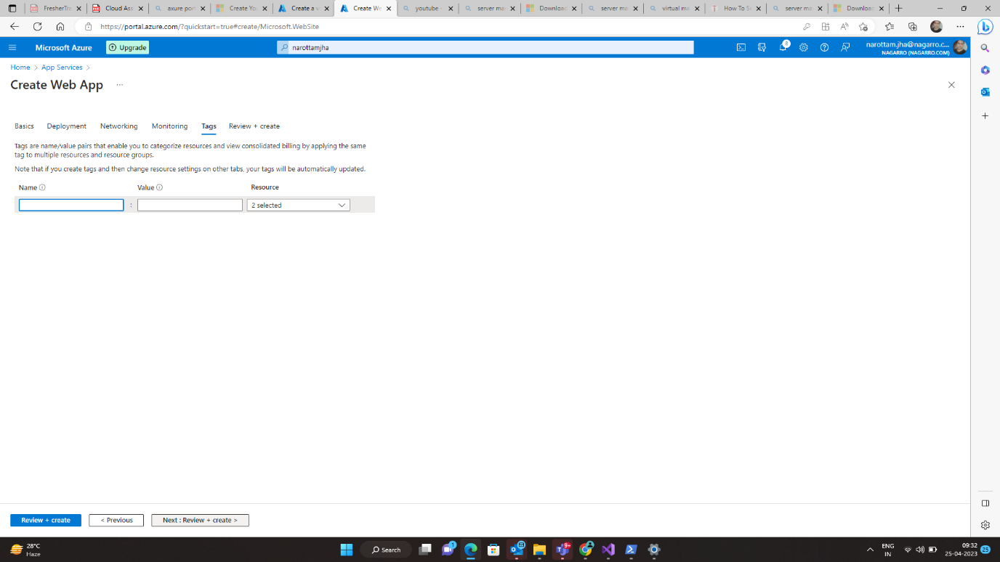 FresherTra
Cloud Ass
axure port
Create You
Create a w
Create We
youtube -
server man
Download
server man
virtual ma
How To Se
server man
Download
https://portal.azure.com/?quickstart=true#create/Microsoft.WebSite
Microsoft Azure
Upgrade
narottamjha
8
narottam.jha@nagarro.c...
NAGARRO (NAGARRO.COM)
Home > App Services >
Create Web App ...
Basics Deployment Networking Monitoring Tags Review + create
Tags are name/value pairs that enable you to categorize resources and view consolidated billing by applying the same
tag to multiple resources and resource groups.
Note that if you create tags and then change resource settings on other tabs, your tags will be automatically updated.
Name Value Resource
: 2 selected
Review + create < Previous Next : Review + create >
28°C
Haze
Search
1
9+
ENG
IN
09:32
25-04-2023
25